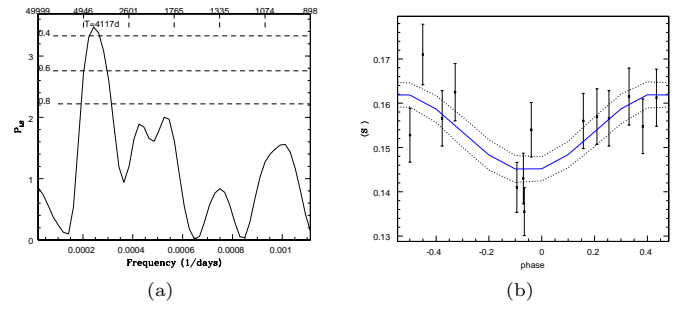 49999 4946 2601 1765 1335 1074 898
T=4117d
0.4
0.6
0.8
3
2
1
0
P_LS
0.0002 0.0004 0.0006 0.0008 0.001
Frequency (1/days)
(a)
0.17
0.16
0.15
0.14
0.13
⟨S⟩
-0.4 -0.2 0 0.2 0.4
phase
(b)